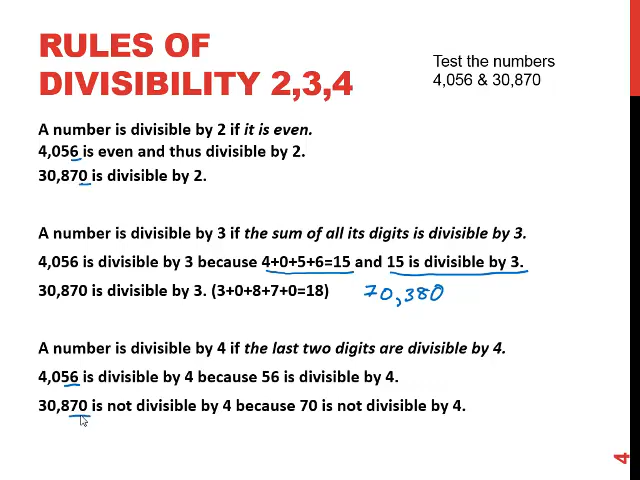 RULES OF
DIVISIBILITY 2,3,4
Test the numbers
4,056 & 30,870
A number is divisible by 2 if it is even.
4,056 is even and thus divisible by 2.
30,870 is divisible by 2.
A number is divisible by 3 if the sum of all its digits is divisible by 3.
4,056 is divisible by 3 because 4+0+5+6=15 and 15 is divisible by 3.
30,870 is divisible by 3. (3+0+8+7+0=18) 70,380
A number is divisible by 4 if the last two digits are divisible by 4.
4,056 is divisible by 4 because 56 is divisible by 4.
30,870 is not divisible by 4 because 70 is not divisible by 4.
4